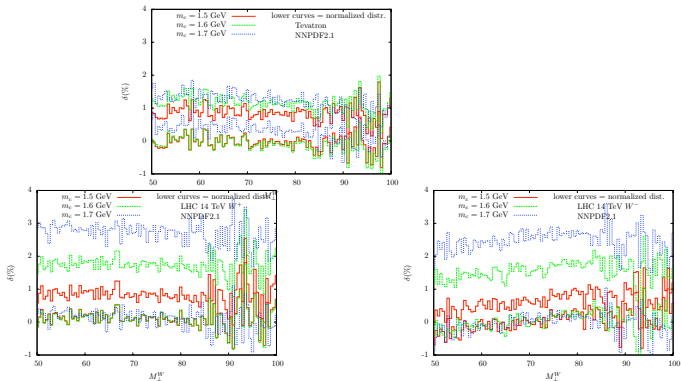 m_c = 1.5 GeV lower curves = normalized distr.
m_c = 1.6 GeV Tevatron
m_c = 1.7 GeV NNPDF2.1
4
3
2
1
0
-1
δ(%)
50 60 70 80 90 100
M_⊥
m_c = 1.5 GeV lower curves = normalized distr.
m_c = 1.6 GeV LHC 14 TeV W⁺
m_c = 1.7 GeV NNPDF2.1
4
3
2
1
0
-1
δ(%)
50 60 70 80 90 100
M_⊥^W
m_c = 1.5 GeV lower curves = normalized distr.
m_c = 1.6 GeV LHC 14 TeV W⁻
m_c = 1.7 GeV NNPDF2.1
4
3
2
1
0
-1
δ(%)
50 60 70 80 90 100
M_⊥^W